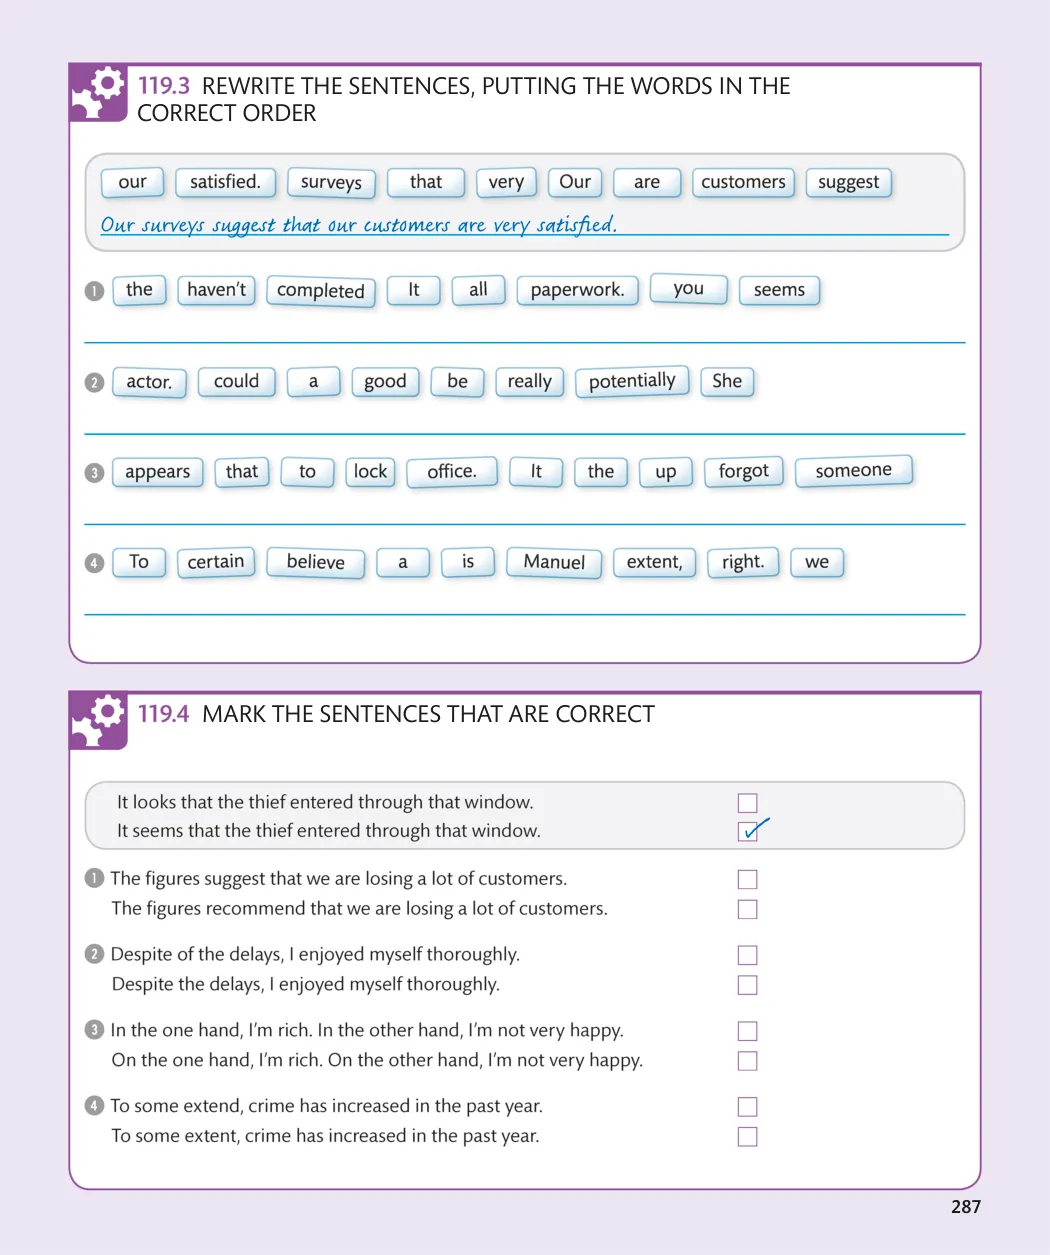 119.3 REWRITE THE SENTENCES, PUTTING THE WORDS IN THE
CORRECT ORDER
our satisfied. surveys that very Our are customers suggest
Our surveys suggest that our customers are very satisfied.
1 the haven't completed It all paperwork. you seems
2 actor. could a good be really potentially She
3 appears that to lock office. It the up forgot someone
4 To certain believe a is Manuel extent, right. we
119.4 MARK THE SENTENCES THAT ARE CORRECT
It looks that the thief entered through that window.
It seems that the thief entered through that window.
1 The figures suggest that we are losing a lot of customers.
The figures recommend that we are losing a lot of customers.
2 Despite of the delays, I enjoyed myself thoroughly.
Despite the delays, I enjoyed myself thoroughly.
3 In the one hand, I'm rich. In the other hand, I'm not very happy.
On the one hand, I'm rich. On the other hand, I'm not very happy.
4 To some extend, crime has increased in the past year.
To some extent, crime has increased in the past year.
287